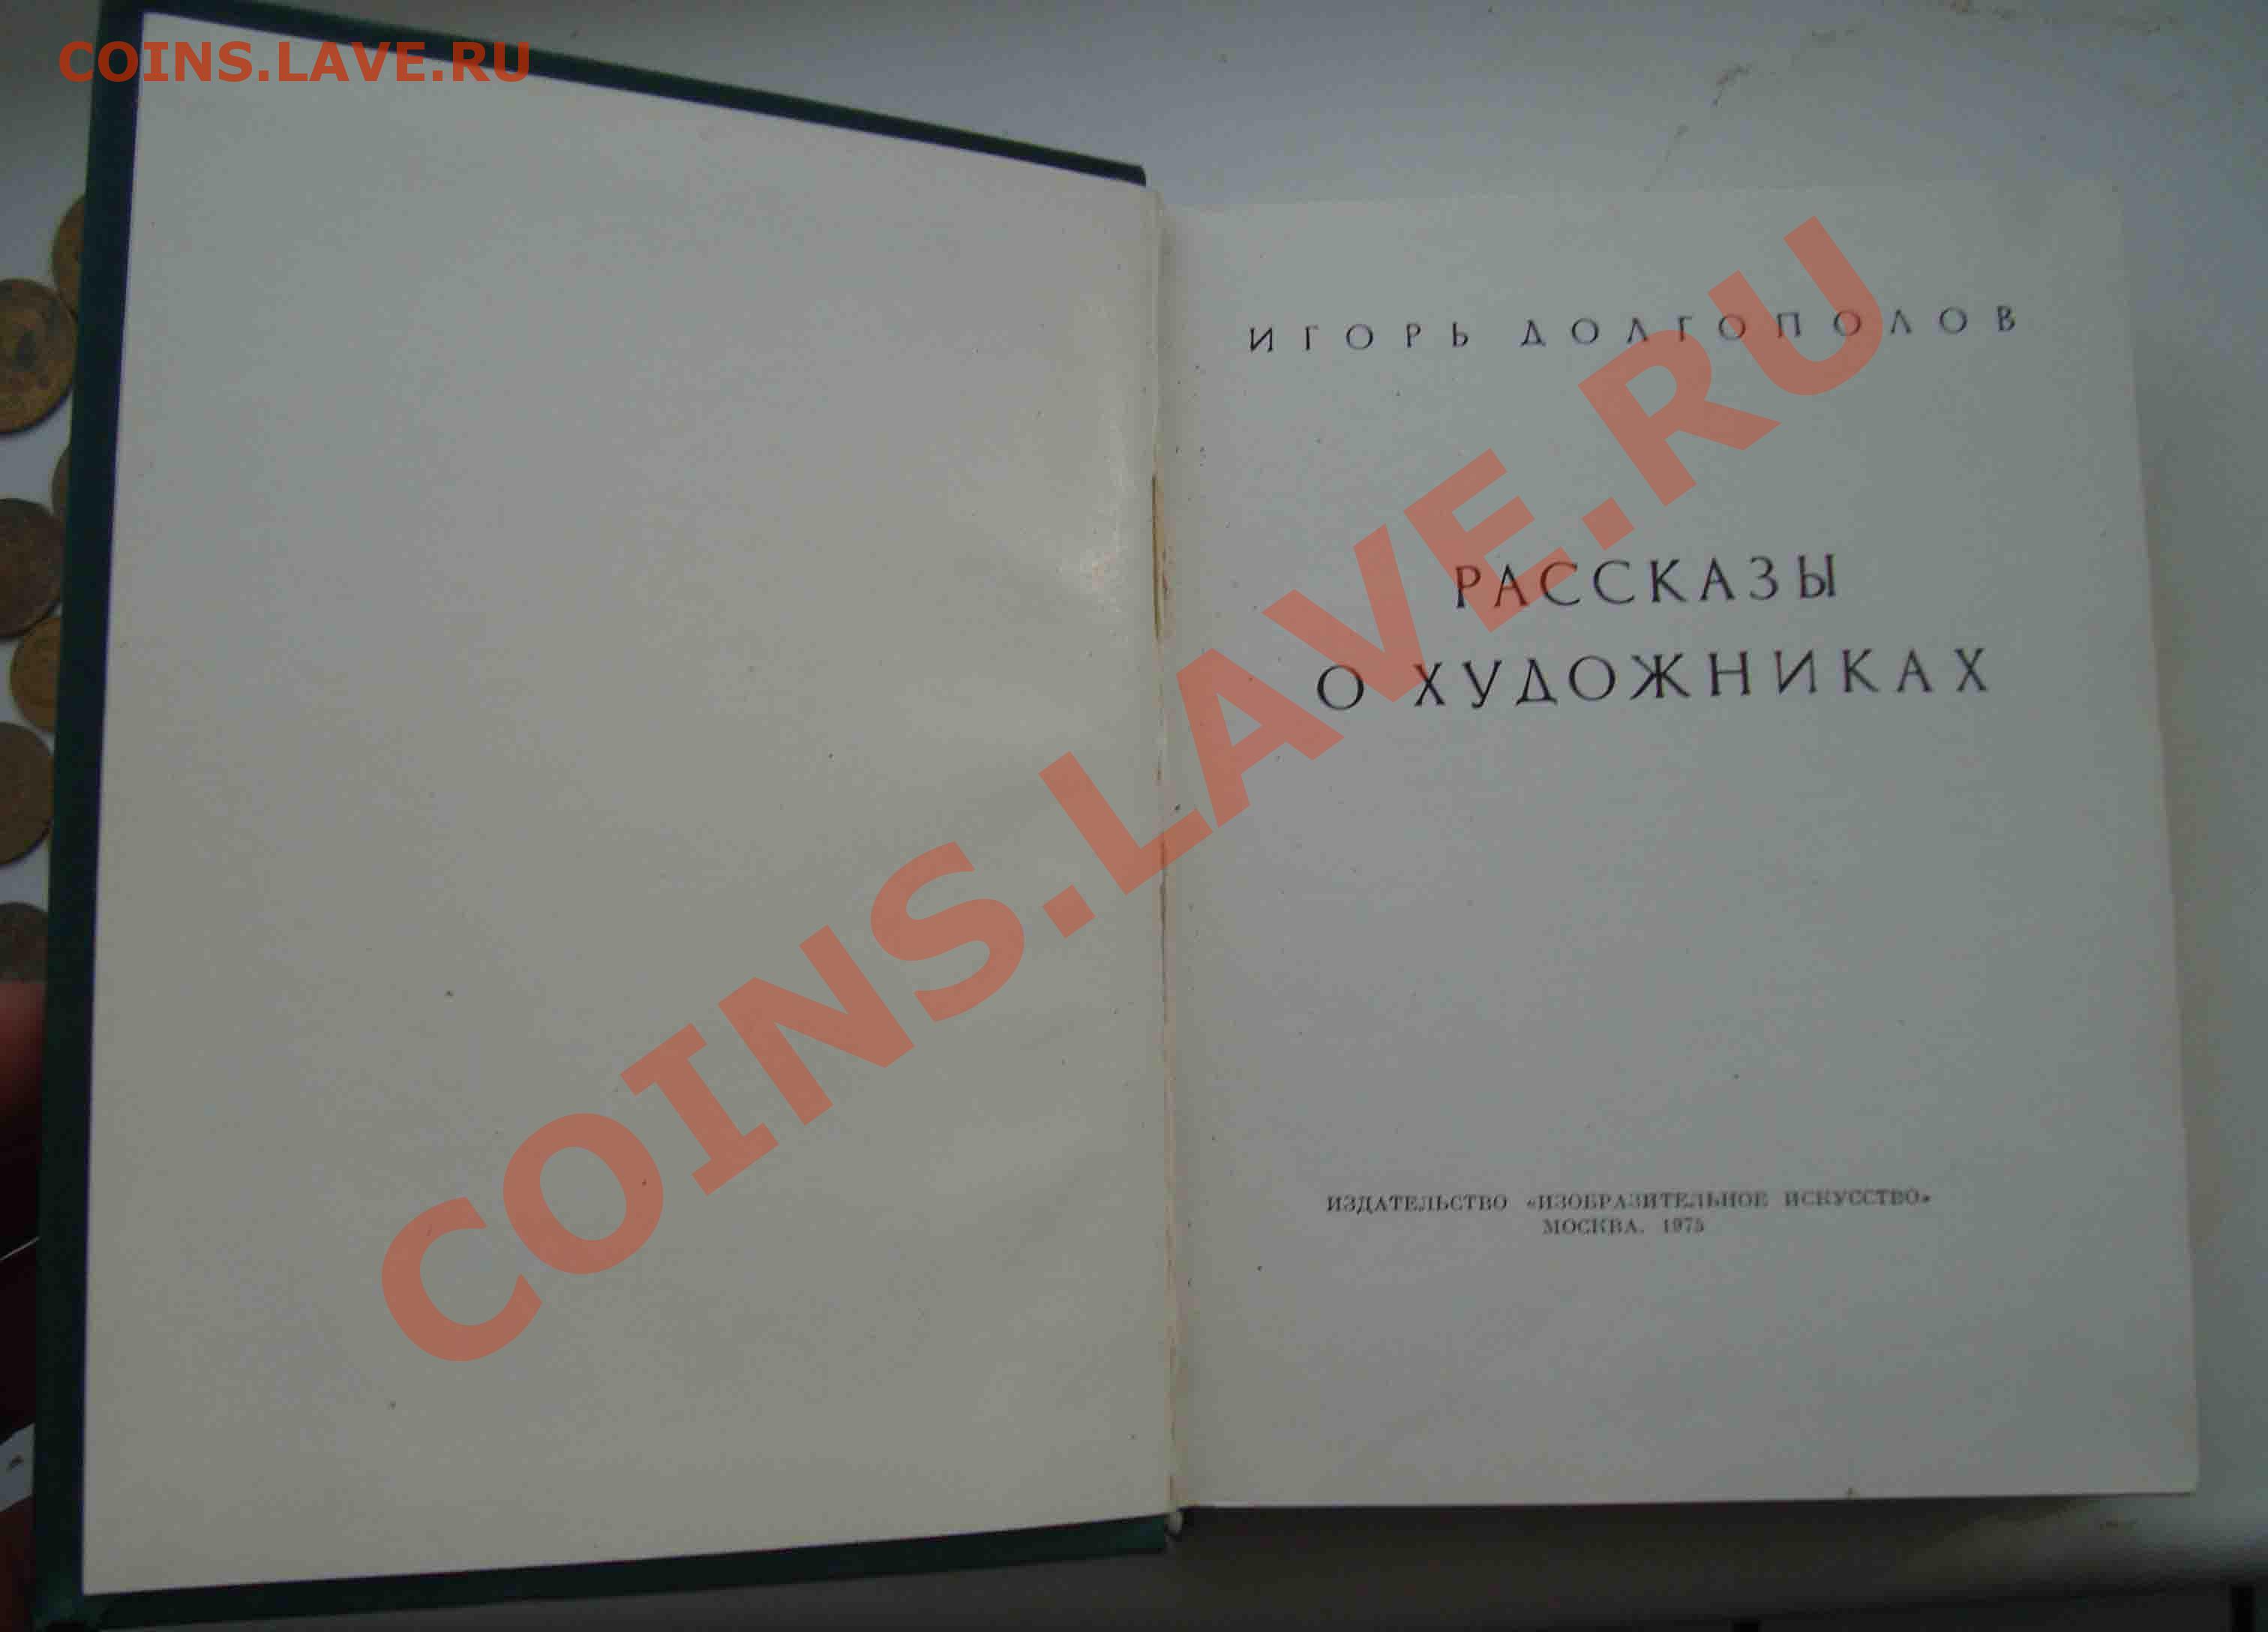 COINS.LAVE.RU
ИГОРЬ ДОЛГОПОЛОВ
РАССКАЗЫ
О ХУДОЖНИКАХ
COINS.LAVE.RU
ИЗДАТЕЛЬСТВО «ИЗОБРАЗИТЕЛЬНОЕ ИСКУССТВО»
МОСКВА. 1975